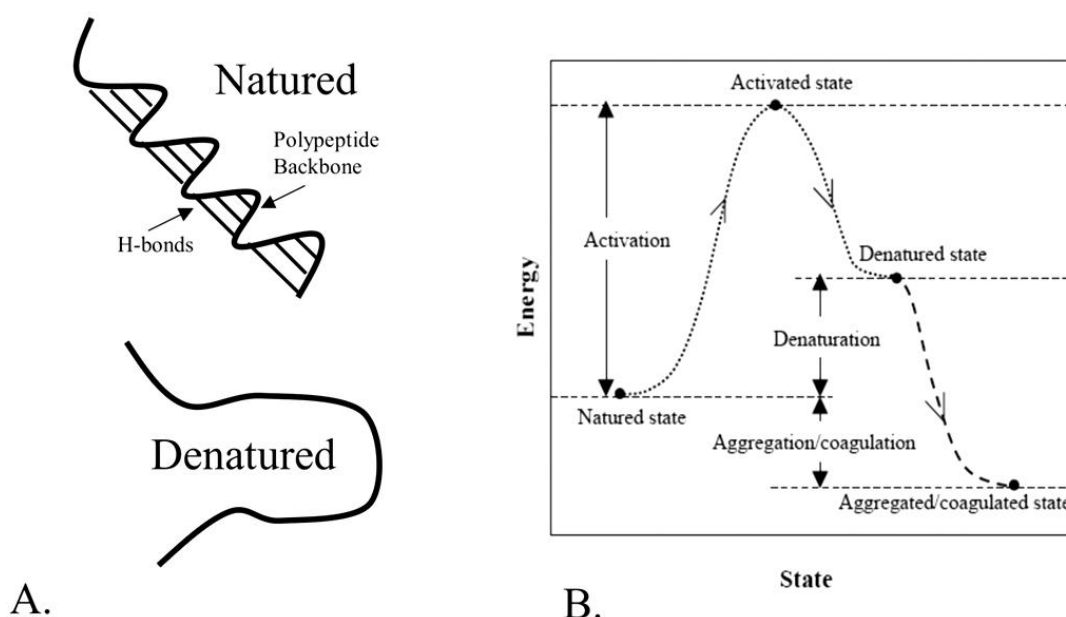 Natured
Polypeptide
Backbone
H-bonds
Denatured
A.
Activated state
Activation
Denatured state
Energy
Denaturation
Natured state
Aggregation/coagulation
Aggregated/coagulated state
State
B.